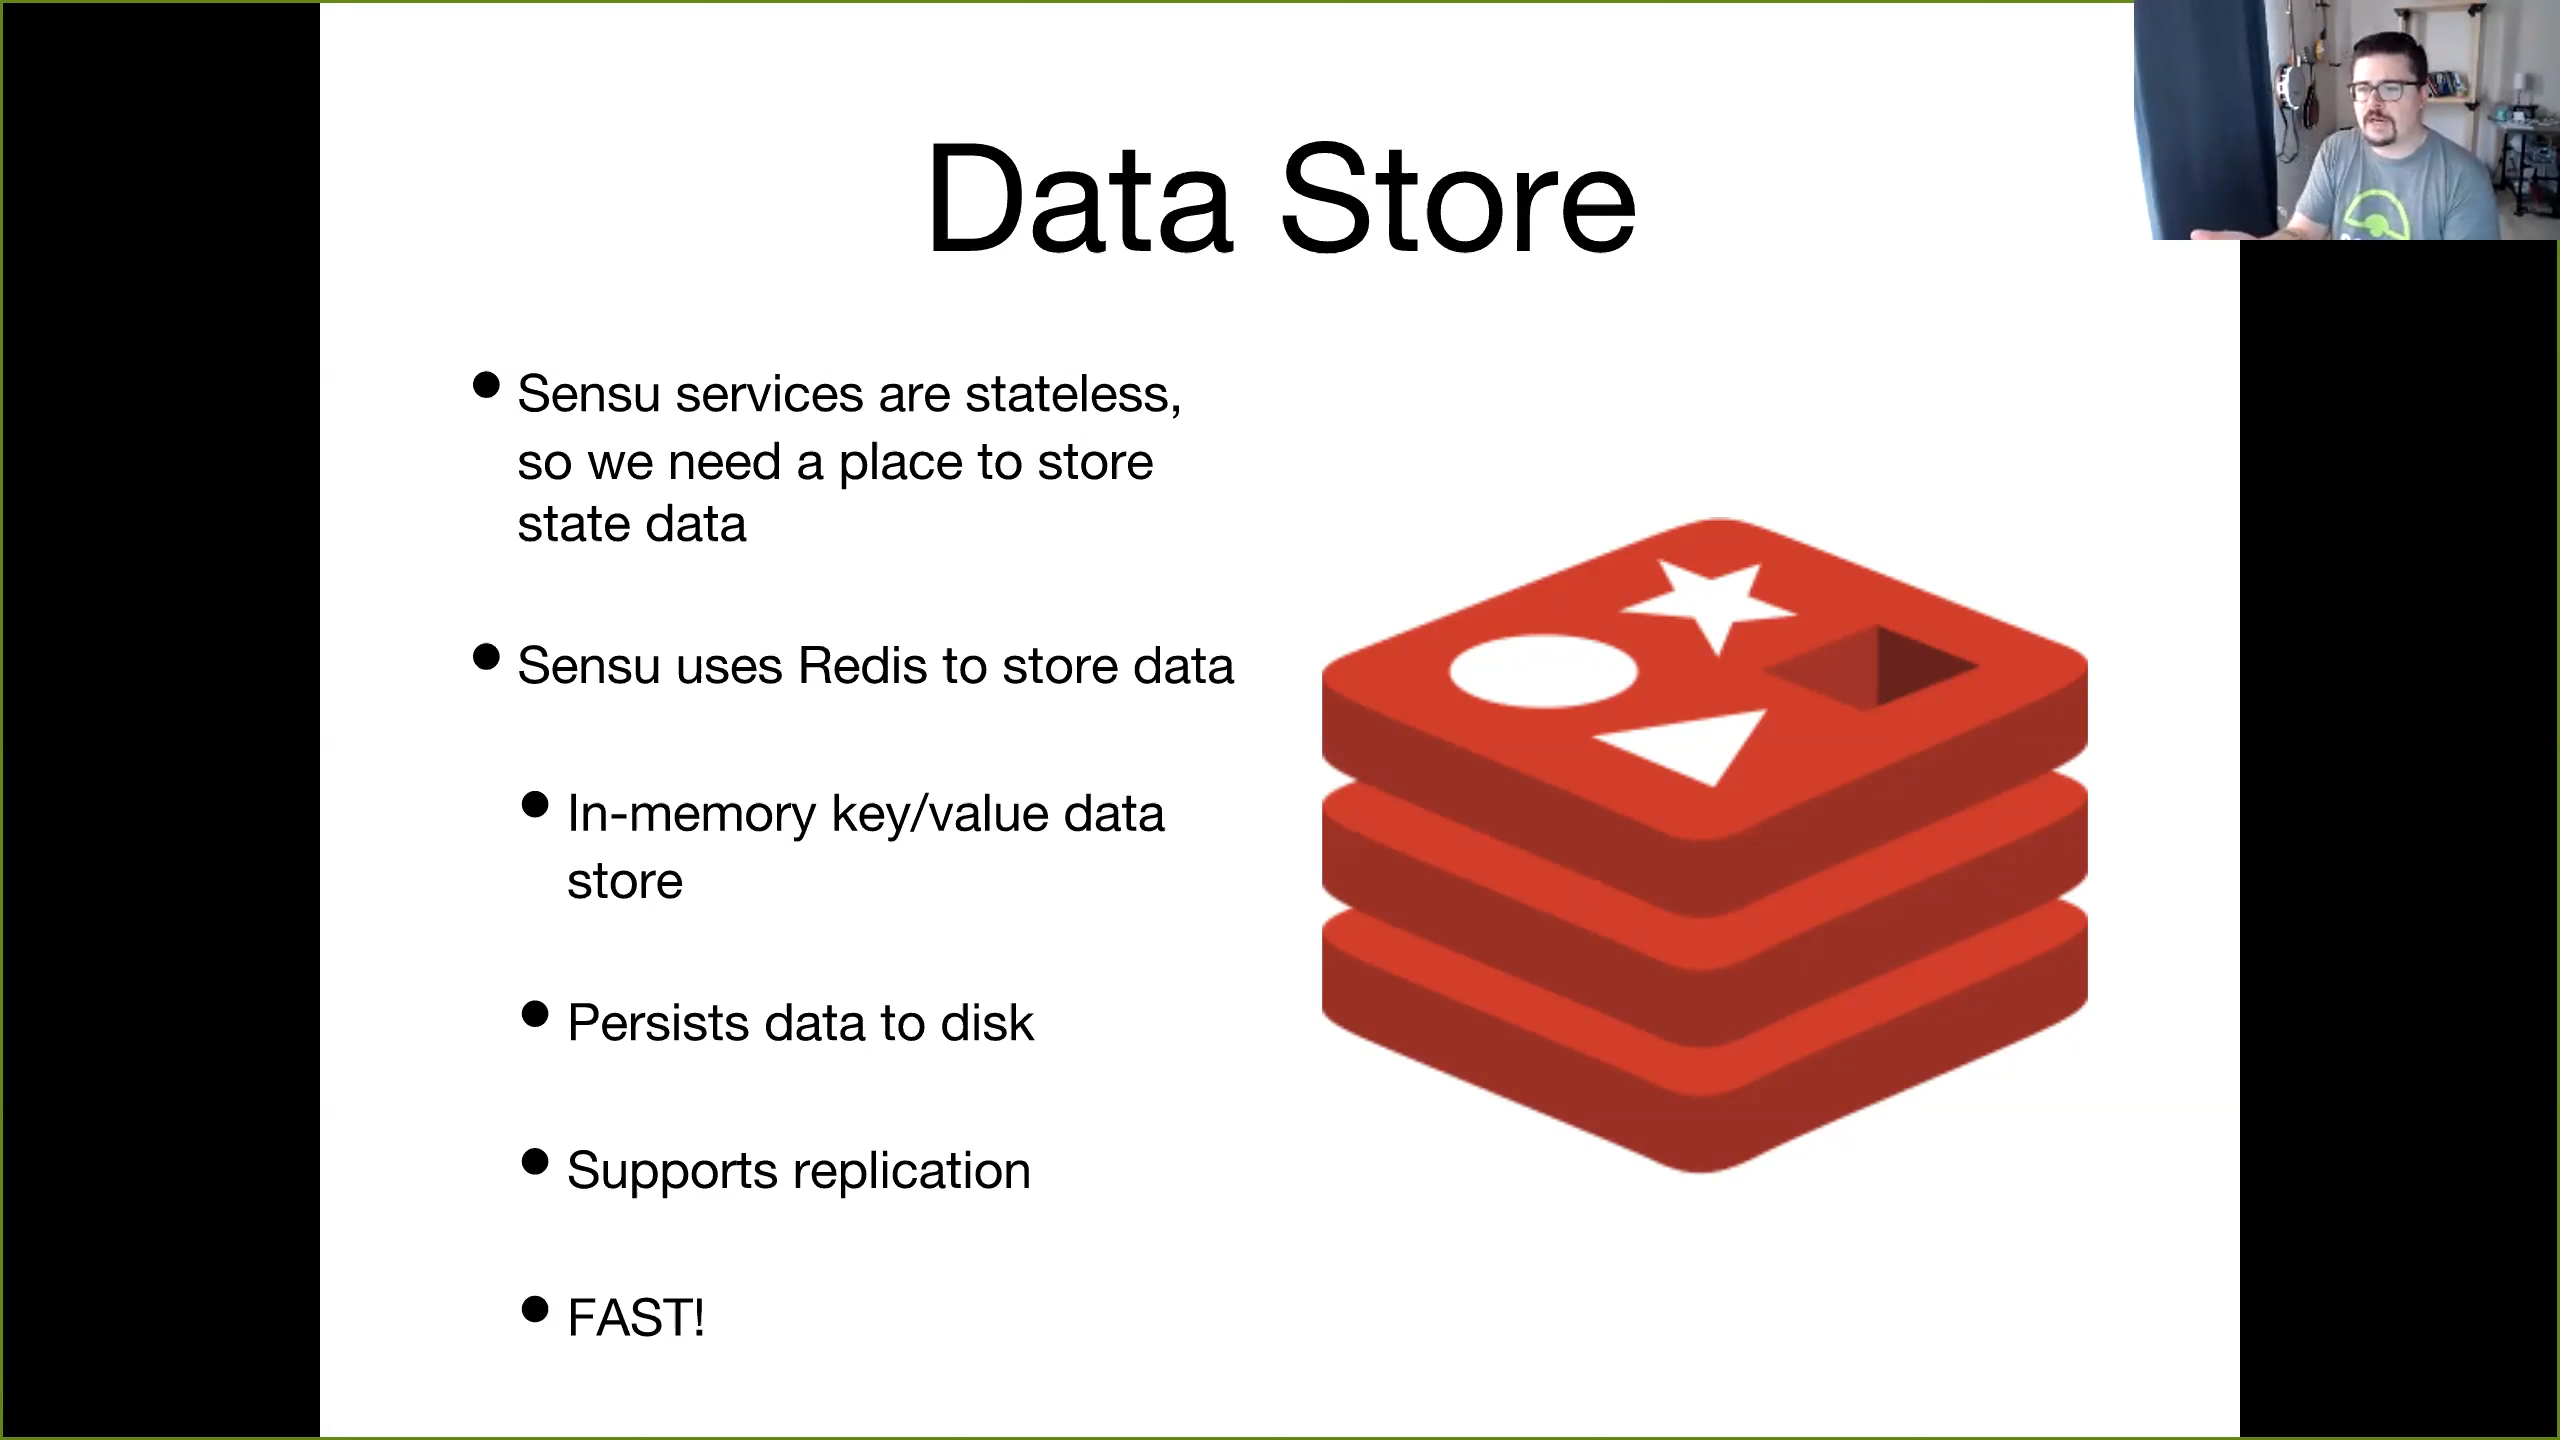 Data Store
• Sensu services are stateless,
so we need a place to store
state data
• Sensu uses Redis to store data
• In-memory key/value data
store
• Persists data to disk
• Supports replication
• FAST!